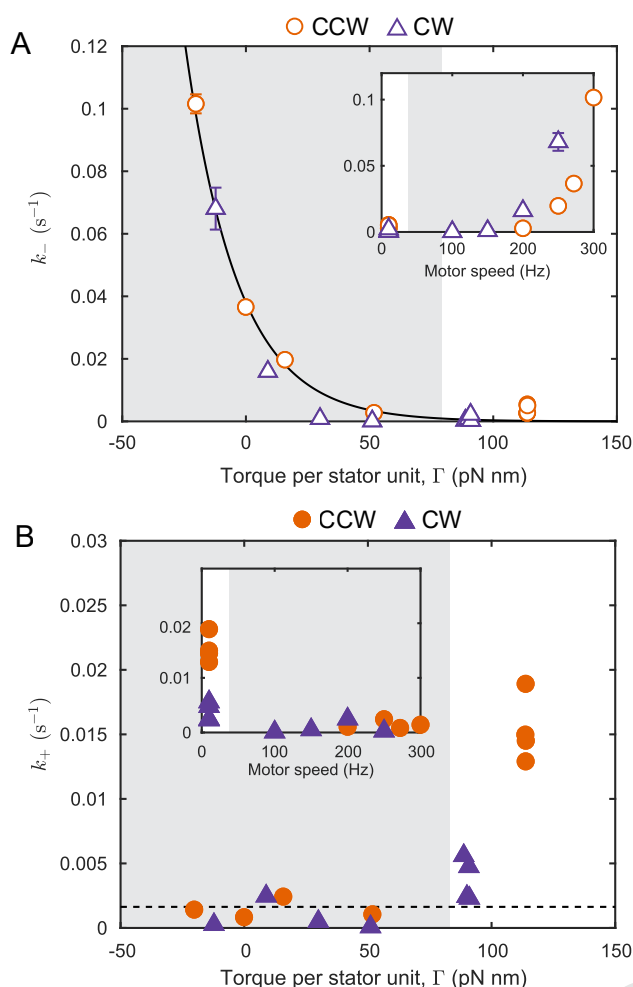 A
CCW CW
0.12
0.1
0.08
0.06
0.04
0.02
0
k₋ (s⁻¹)
0.1
0.05
0
0 100 200 300
Motor speed (Hz)
-50 0 50 100 150
Torque per stator unit, Γ (pN nm)
B
CCW CW
0.03
0.025
0.02
0.015
0.01
0.005
0
k₊ (s⁻¹)
0.02
0.01
0
0 100 200 300
Motor speed (Hz)
-50 0 50 100 150
Torque per stator unit, Γ (pN nm)